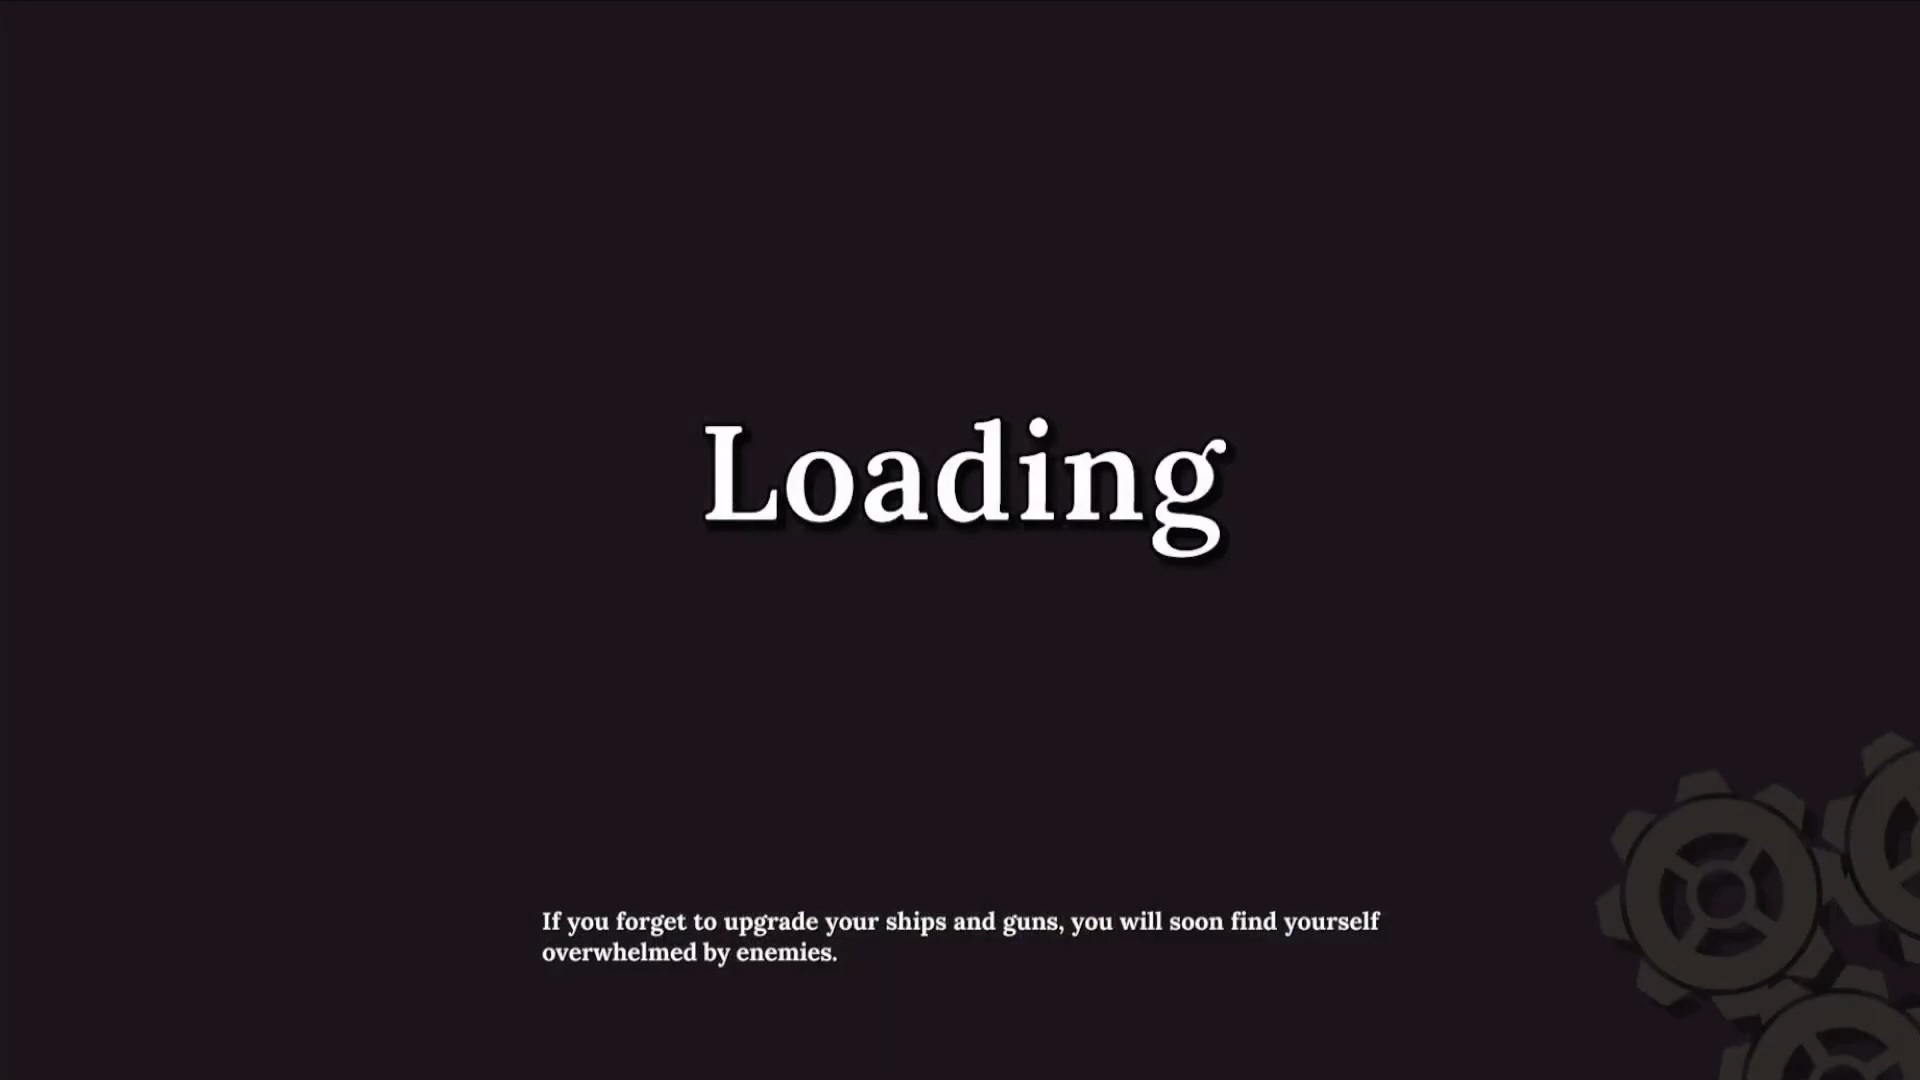 Loading
If you forget to upgrade your ships and guns, you will soon find yourself
overwhelmed by enemies.